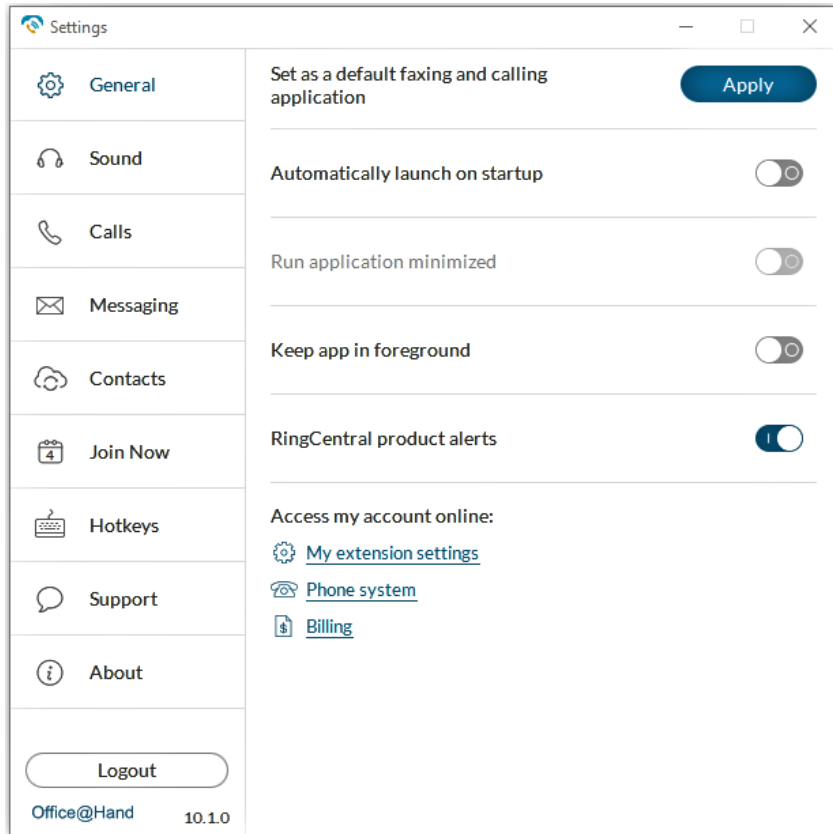 Settings
General
Sound
Calls
Messaging
Contacts
4
Join Now
Hotkeys
Support
About
Logout
Office@Hand
10.1.0
Set as a default faxing and calling
application
Apply
Automatically launch on startup
Run application minimized
Keep app in foreground
RingCentral product alerts
Access my account online:
My extension settings
Phone system
$
Billing